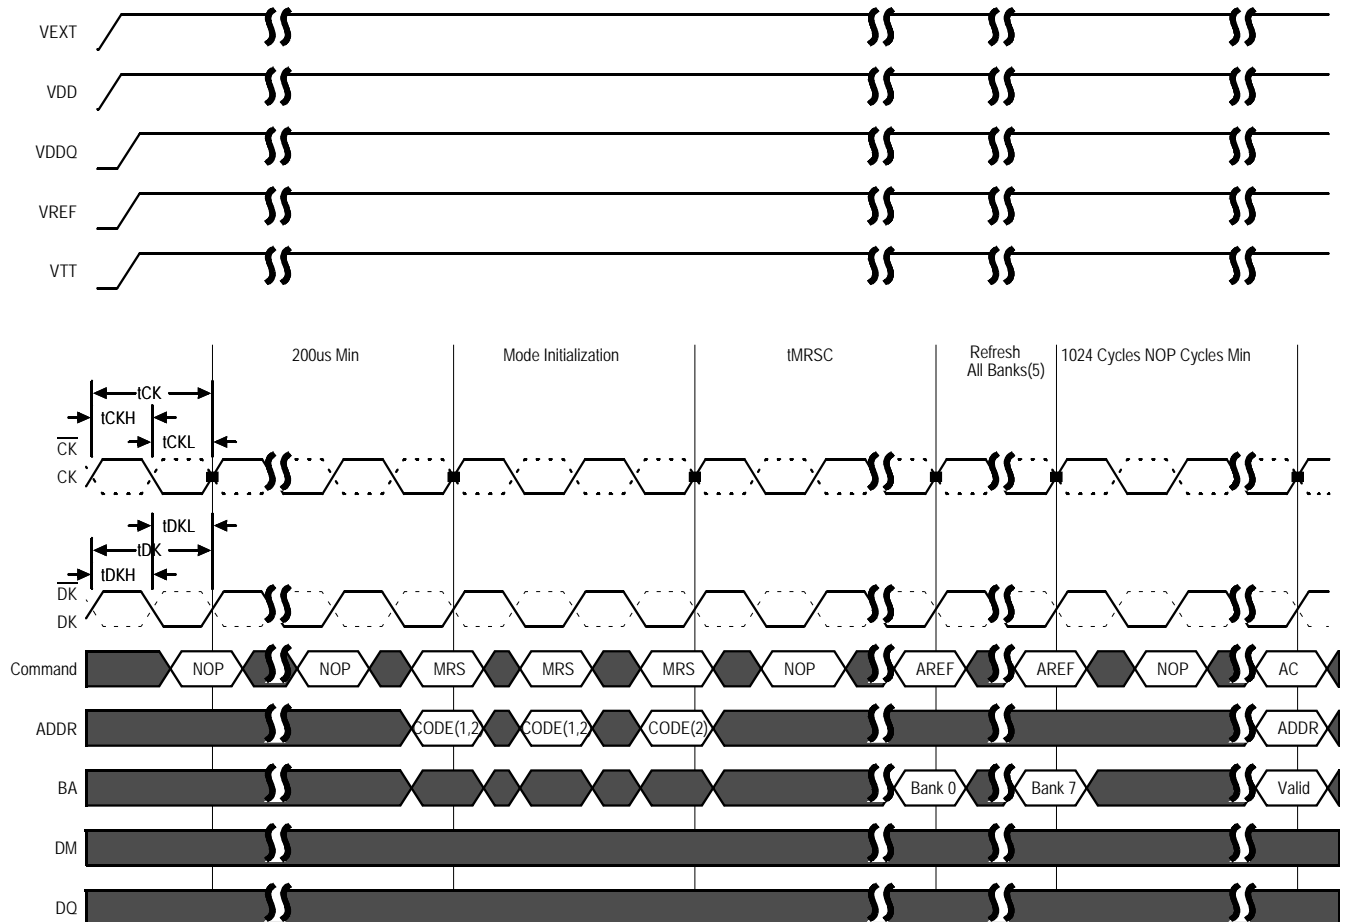 VEXT
VDD
VDDQ
VREF
VTT
200us Min
Mode Initialization
tMRSC
Refresh
All Banks(5)
1024 Cycles NOP Cycles Min
tCK
tCKH
tCKL
CK
CK
tDKL
tDK
tDKH
DK
DK
Command NOP NOP MRS MRS MRS NOP AREF AREF NOP AC
ADDR CODE(1,2 CODE(1,2 CODE(2) ADDR
BA Bank 0 Bank 7 Valid
DM
DQ